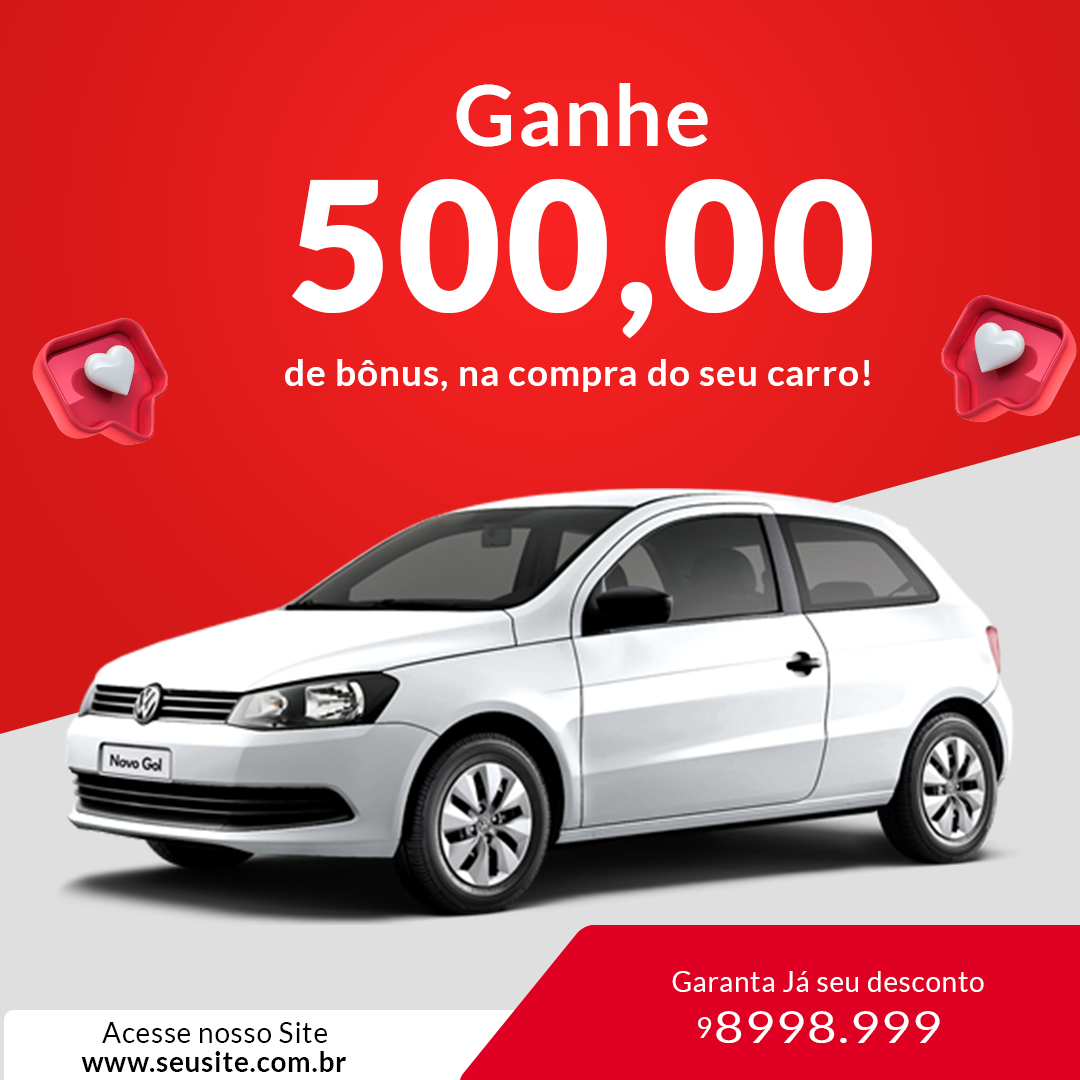 Ganhe
500,00
de bônus, na compra do seu carro!
Novo Gol
Garanta Já seu desconto
98998.999
Acesse nosso Site
www.seusite.com.br